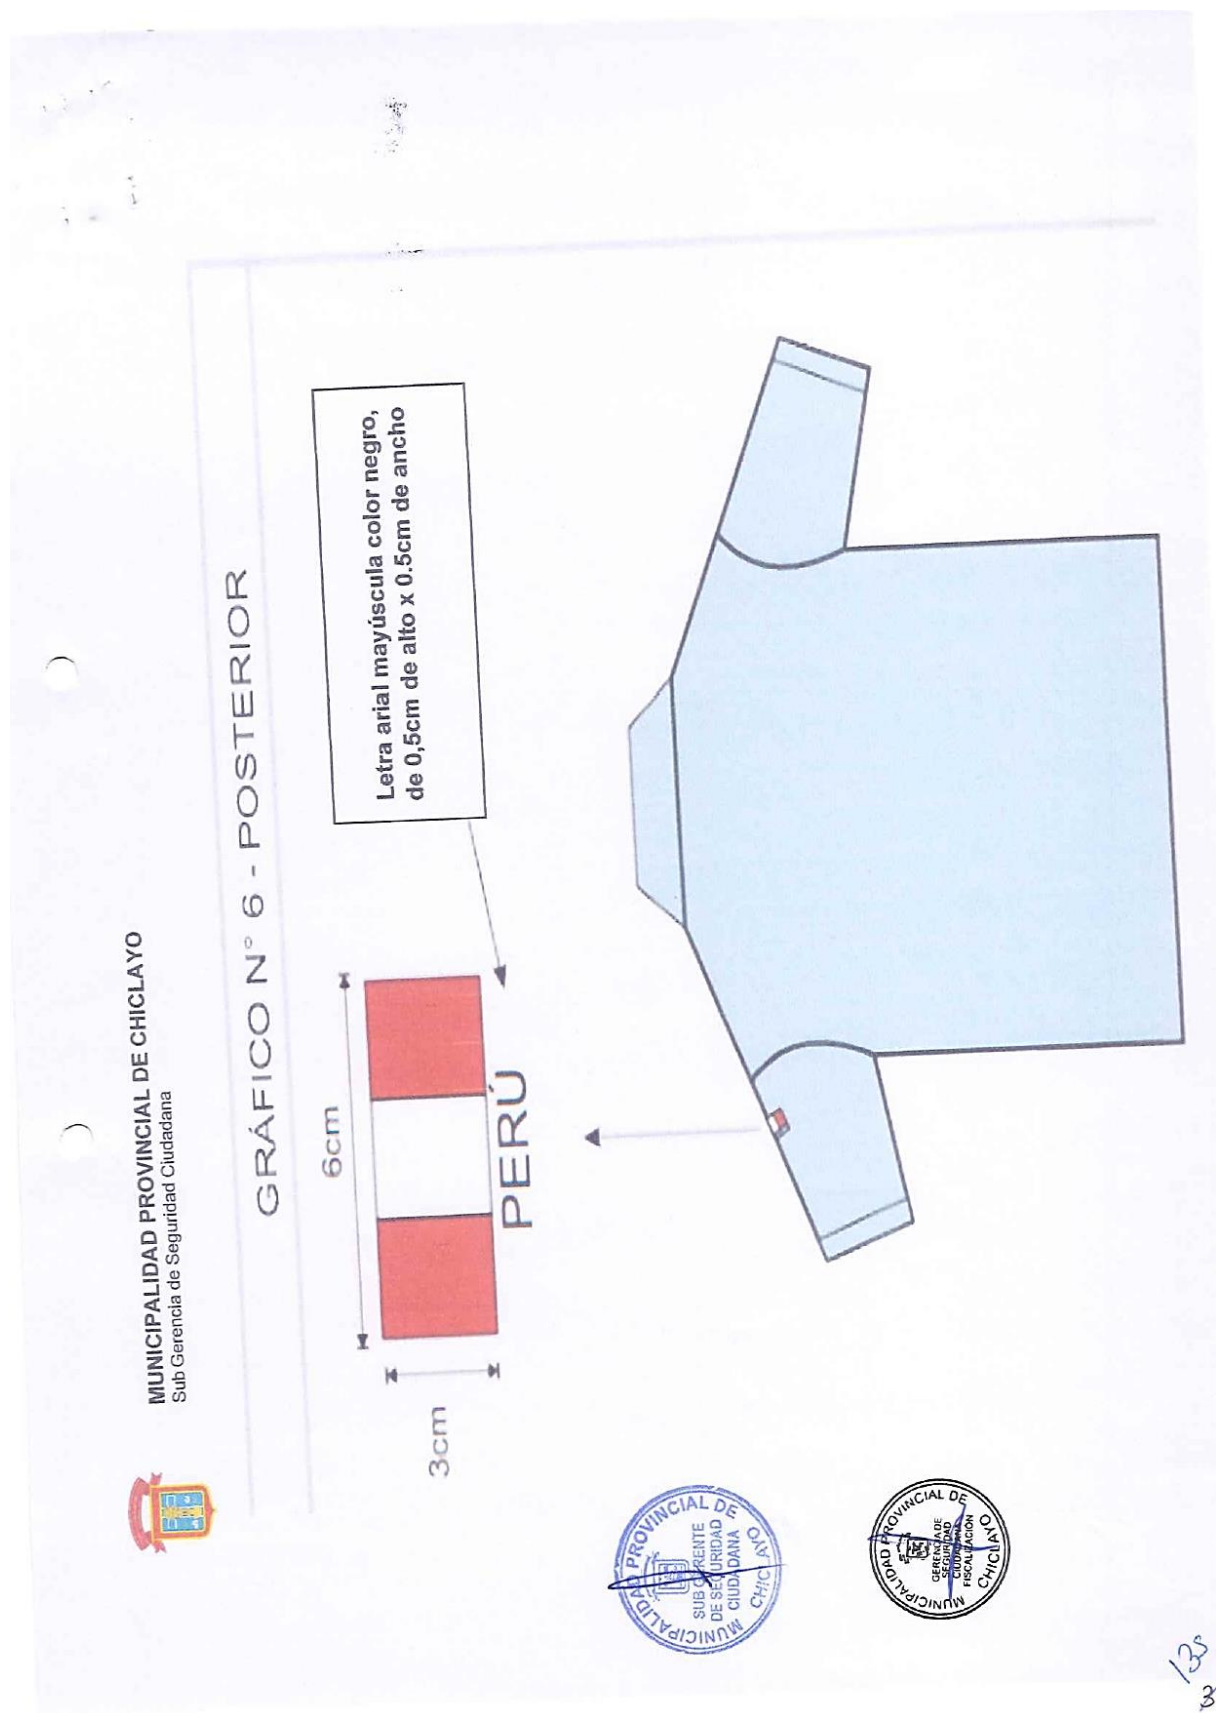 MUNICIPALIDAD PROVINCIAL DE CHICLAYO
Sub Gerencia de Seguridad Ciudadana
GRÁFICO N° 6 - POSTERIOR
6cm
3cm
PERÚ
Letra arial mayúscula color negro,
de 0,5cm de alto x 0.5cm de ancho
MUNICIPALIDAD PROVINCIAL DE
CHICLAYO
SUB GERENTE
DE SEGURIDAD
CIUDADANA
MUNICIPALIDAD PROVINCIAL DE
CHICLAYO
GERENCIA DE
SEGURIDAD
CIUDADANA
FISCALIZACIÓN
135